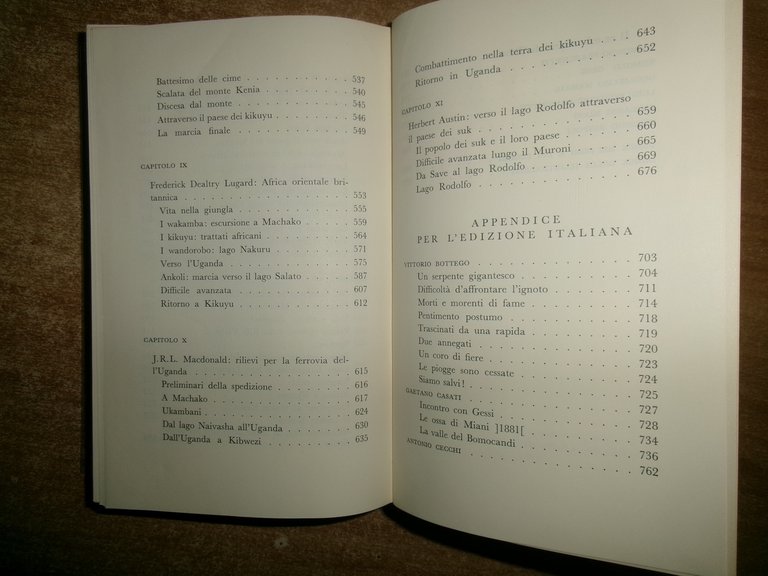 Battesimo delle cime . . . . . . . . . . 537
Scalata del monte Kenia . . . . . . . . . 540
Discesa dal monte . . . . . . . . . . . 545
Attraverso il paese dei kikuyu . . . . . . . 546
La marcia finale . . . . . . . . . . . 549
CAPITOLO IX
Frederick Dealtry Lugard: Africa orientale bri-
tannica . . . . . . . . . . . . . . 553
Vita nella giungla . . . . . . . . . . . 555
I wakamba: escursione a Machako . . . . . 559
I kikuyu: trattati africani . . . . . . . . 564
I wandorobo: lago Nakuru . . . . . . . . 571
Verso l'Uganda . . . . . . . . . . . . 575
Ankoli: marcia verso il lago Salato . . . . . 587
Difficile avanzata . . . . . . . . . . . 607
Ritorno a Kikuyu . . . . . . . . . . . 612
CAPITOLO X
J.R.L. Macdonald: rilievi per la ferrovia del-
l'Uganda . . . . . . . . . . . . . . 615
Preliminari della spedizione . . . . . . . . 616
A Machako . . . . . . . . . . . . . 617
Ukambani . . . . . . . . . . . . . . 624
Dal lago Naivasha all'Uganda . . . . . . . 630
Dall'Uganda a Kibwezi . . . . . . . . . 635
Combattimento nella terra dei kikuyu . . . . 643
Ritorno in Uganda . . . . . . . . . . . 652
CAPITOLO XI
Herbert Austin: verso il lago Rodolfo attraverso
il paese dei suk . . . . . . . . . . . . 659
Il popolo dei suk e il loro paese . . . . . . 660
Difficile avanzata lungo il Muroni . . . . . 665
Da Save al lago Rodolfo . . . . . . . . . 669
Lago Rodolfo . . . . . . . . . . . . . 676
APPENDICE
PER L'EDIZIONE ITALIANA
VITTORIO BOTTEGO . . . . . . . . . . . . 703
Un serpente gigantesco . . . . . . . . . 704
Difficoltà d'affrontare l'ignoto . . . . . . . 711
Morti e morenti di fame . . . . . . . . . 714
Pentimento postumo . . . . . . . . . . 718
Trascinati da una rapida . . . . . . . . . 719
Due annegati . . . . . . . . . . . . . 720
Un coro di fiere . . . . . . . . . . . . 723
Le piogge sono cessate . . . . . . . . . 724
Siamo salvi! . . . . . . . . . . . . . 725
GAETANO CASATI . . . . . . . . . . . . 727
Incontro con Gessi . . . . . . . . . . . 728
Le ossa di Miani ]1881[ . . . . . . . . . 734
La valle del Bomocandi . . . . . . . . . 736
ANTONIO CECCHI . . . . . . . . . . . . 762